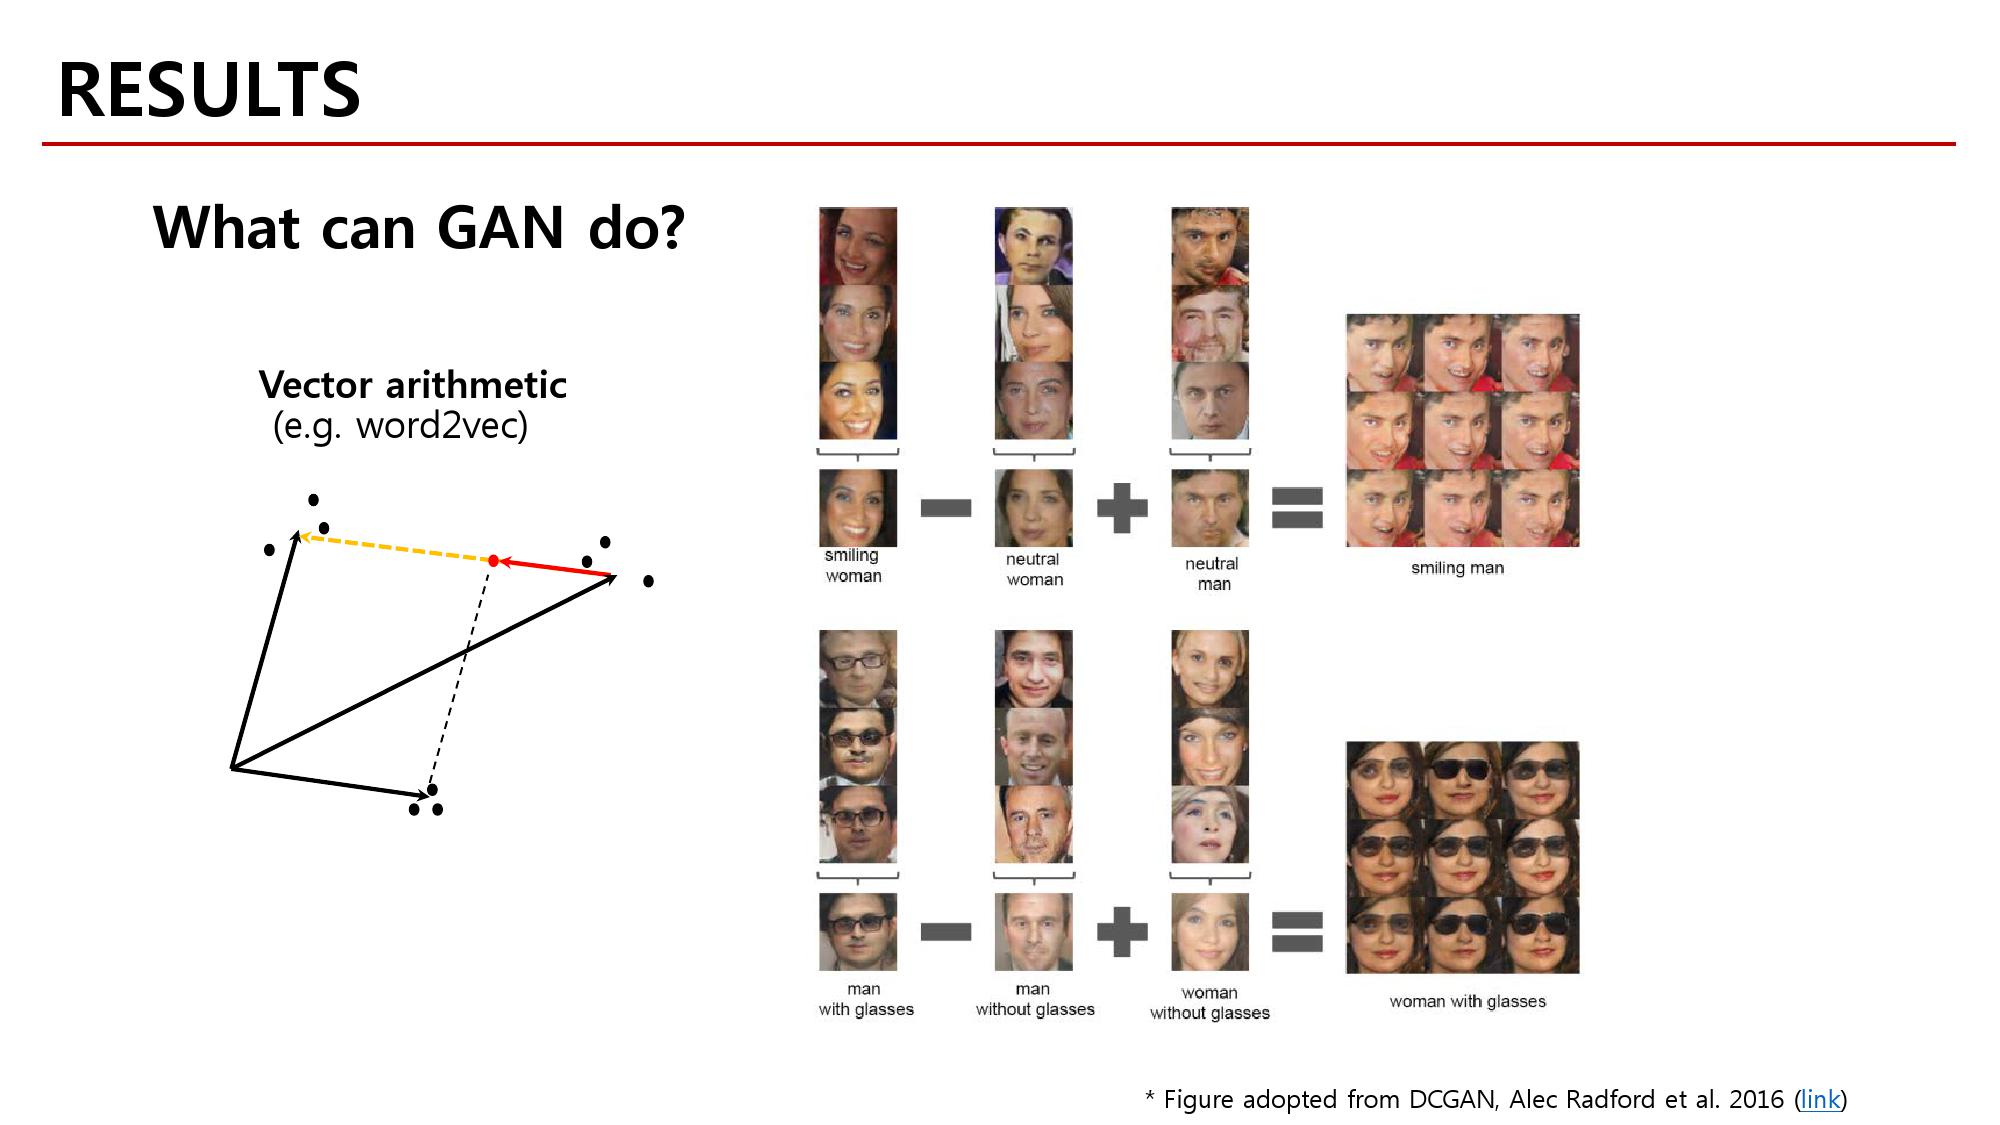 RESULTS
What can GAN do?
Vector arithmetic
(e.g. word2vec)
smiling
woman
neutral
woman
neutral
man
smiling man
man
with glasses
man
without glasses
woman
without glasses
woman with glasses
* Figure adopted from DCGAN, Alec Radford et al. 2016 (link)